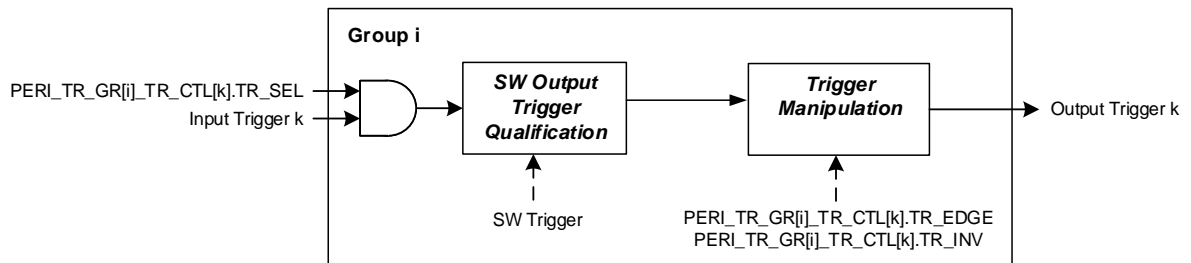 Group i
PERI_TR_GR[i]_TR_CTL[k].TR_SEL
Input Trigger k
SW Output
Trigger
Qualification
Trigger
Manipulation
Output Trigger k
SW Trigger
PERI_TR_GR[i]_TR_CTL[k].TR_EDGE
PERI_TR_GR[i]_TR_CTL[k].TR_INV